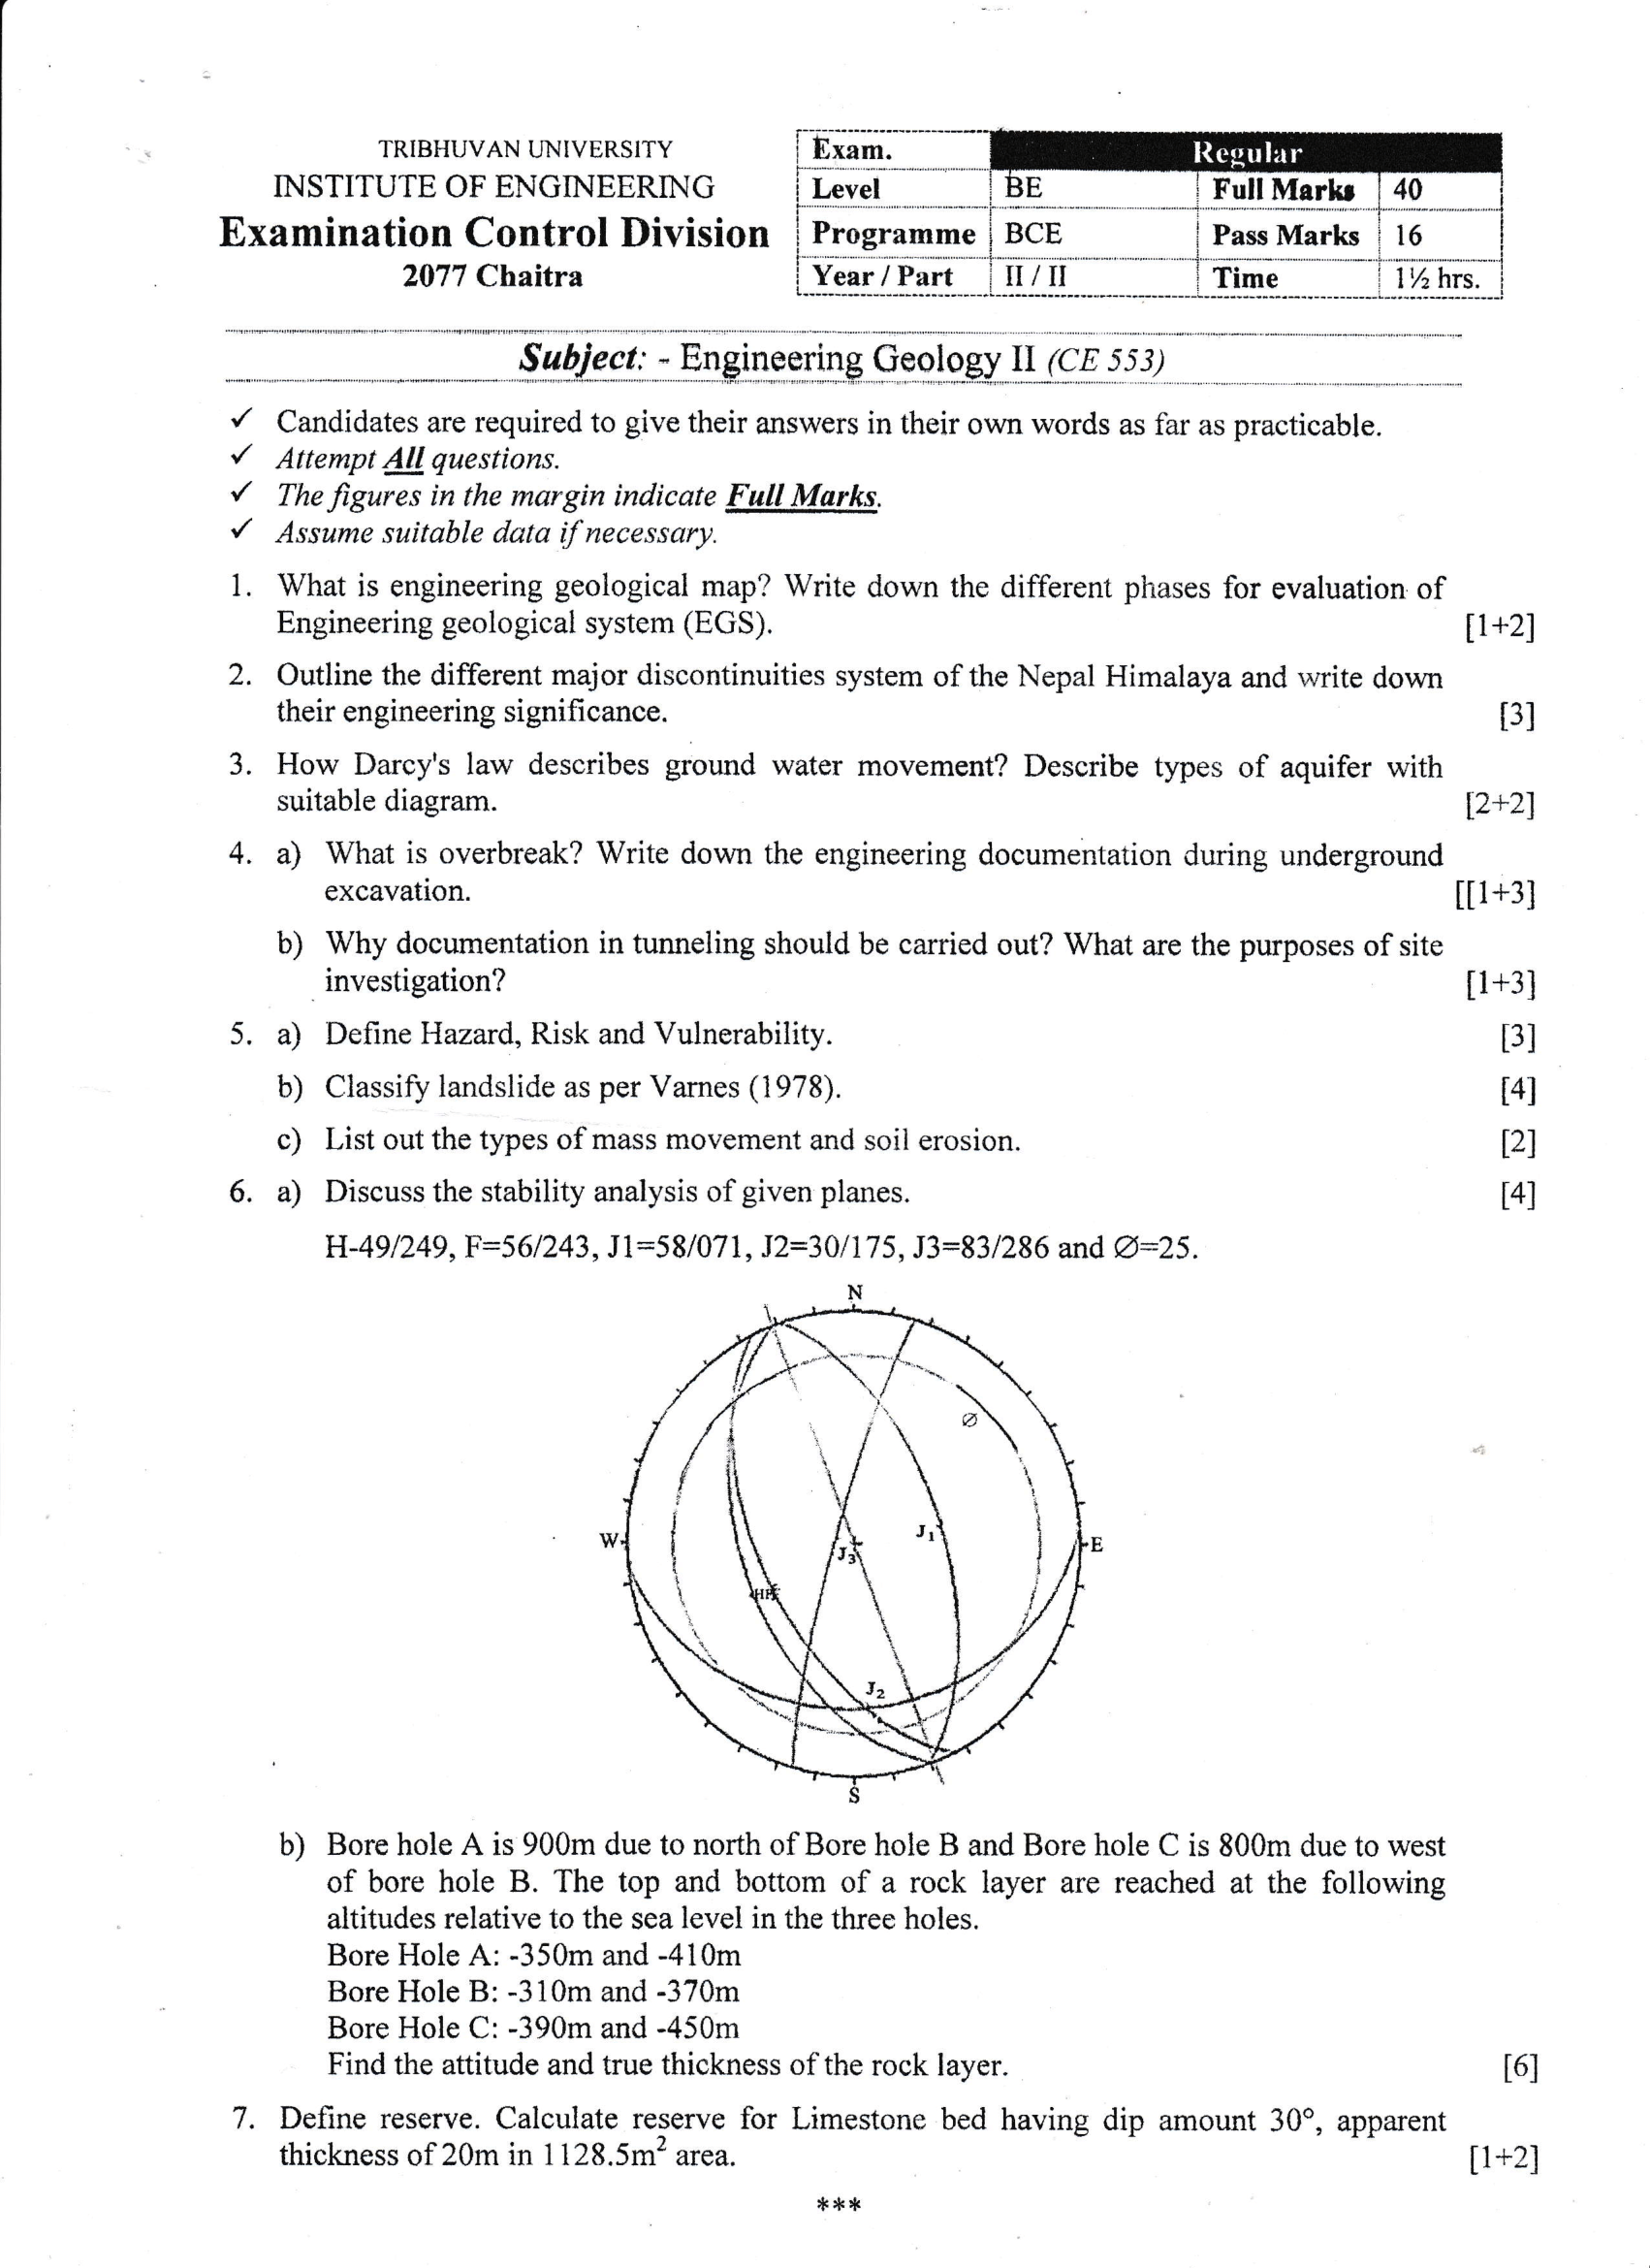 TRIBHUVAN UNIVERSITY
INSTITUTE OF ENGINEERING
Examination Control Division
2077 Chaitra
Exam. Regular
Level BE Full Marks 40
Programme BCE Pass Marks 16
Year / Part II / II Time 1½ hrs.
Subject: - Engineering Geology II (CE 553)
✓ Candidates are required to give their answers in their own words as far as practicable.
✓ Attempt All questions.
✓ The figures in the margin indicate Full Marks.
✓ Assume suitable data if necessary.
1. What is engineering geological map? Write down the different phases for evaluation of
Engineering geological system (EGS). [1+2]
2. Outline the different major discontinuities system of the Nepal Himalaya and write down
their engineering significance. [3]
3. How Darcy's law describes ground water movement? Describe types of aquifer with
suitable diagram. [2+2]
4. a) What is overbreak? Write down the engineering documentation during underground
excavation. [[1+3]
b) Why documentation in tunneling should be carried out? What are the purposes of site
investigation? [1+3]
5. a) Define Hazard, Risk and Vulnerability. [3]
b) Classify landslide as per Varnes (1978). [4]
c) List out the types of mass movement and soil erosion. [2]
6. a) Discuss the stability analysis of given planes. [4]
H-49/249, F=56/243, J1=58/071, J2=30/175, J3=83/286 and Ø=25.
N
Ø
W J₁ E
J₃
HF
J₂
S
b) Bore hole A is 900m due to north of Bore hole B and Bore hole C is 800m due to west
of bore hole B. The top and bottom of a rock layer are reached at the following
altitudes relative to the sea level in the three holes.
Bore Hole A: -350m and -410m
Bore Hole B: -310m and -370m
Bore Hole C: -390m and -450m
Find the attitude and true thickness of the rock layer. [6]
7. Define reserve. Calculate reserve for Limestone bed having dip amount 30°, apparent
thickness of 20m in 1128.5m² area. [1+2]
***